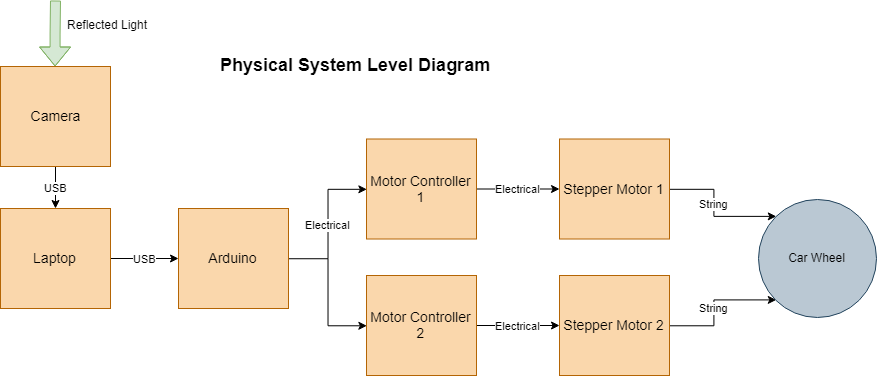 Reflected Light
Physical System Level Diagram
Camera
USB
Laptop
USB
Arduino
Electrical
Motor Controller
1
Electrical
Stepper Motor 1
String
Motor Controller
2
Electrical
Stepper Motor 2
String
Car Wheel